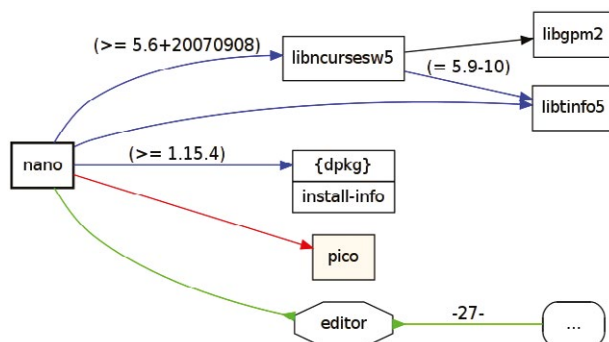 (>= 5.6+20070908)
libncursesw5
libgpm2
(= 5.9-10)
libtinfo5
nano
(>= 1.15.4)
{dpkg}
install-info
pico
editor
-27-
...